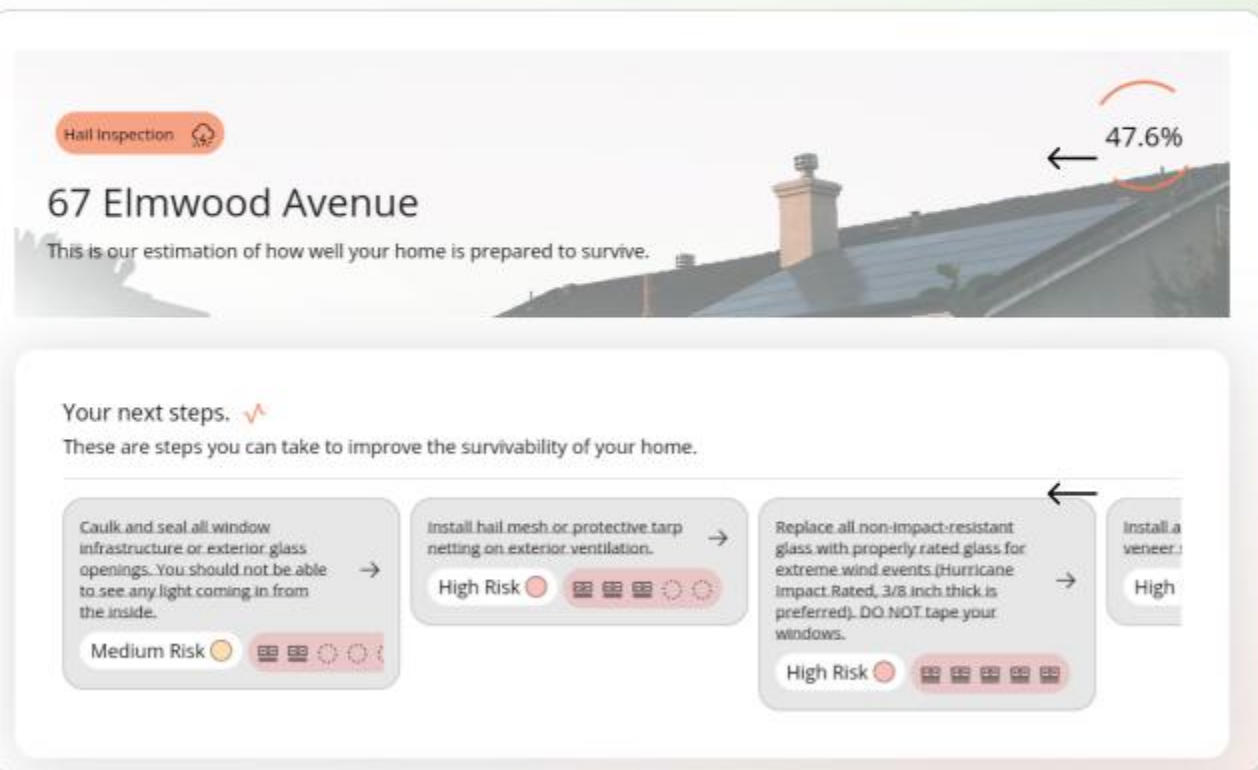 Hail Inspection
47.6%
67 Elmwood Avenue
This is our estimation of how well your home is prepared to survive.
Your next steps.
These are steps you can take to improve the survivability of your home.
Caulk and seal all window
infrastructure or exterior glass
openings. You should not be able
to see any light coming in from
the inside.
Medium Risk
Install hail mesh or protective tarp
netting on exterior ventilation.
High Risk
Replace all non-impact-resistant
glass with properly rated glass for
extreme wind events (Hurricane
Impact Rated, 3/8 inch thick is
preferred). DO NOT tape your
windows.
High Risk
Install a
veneer
High